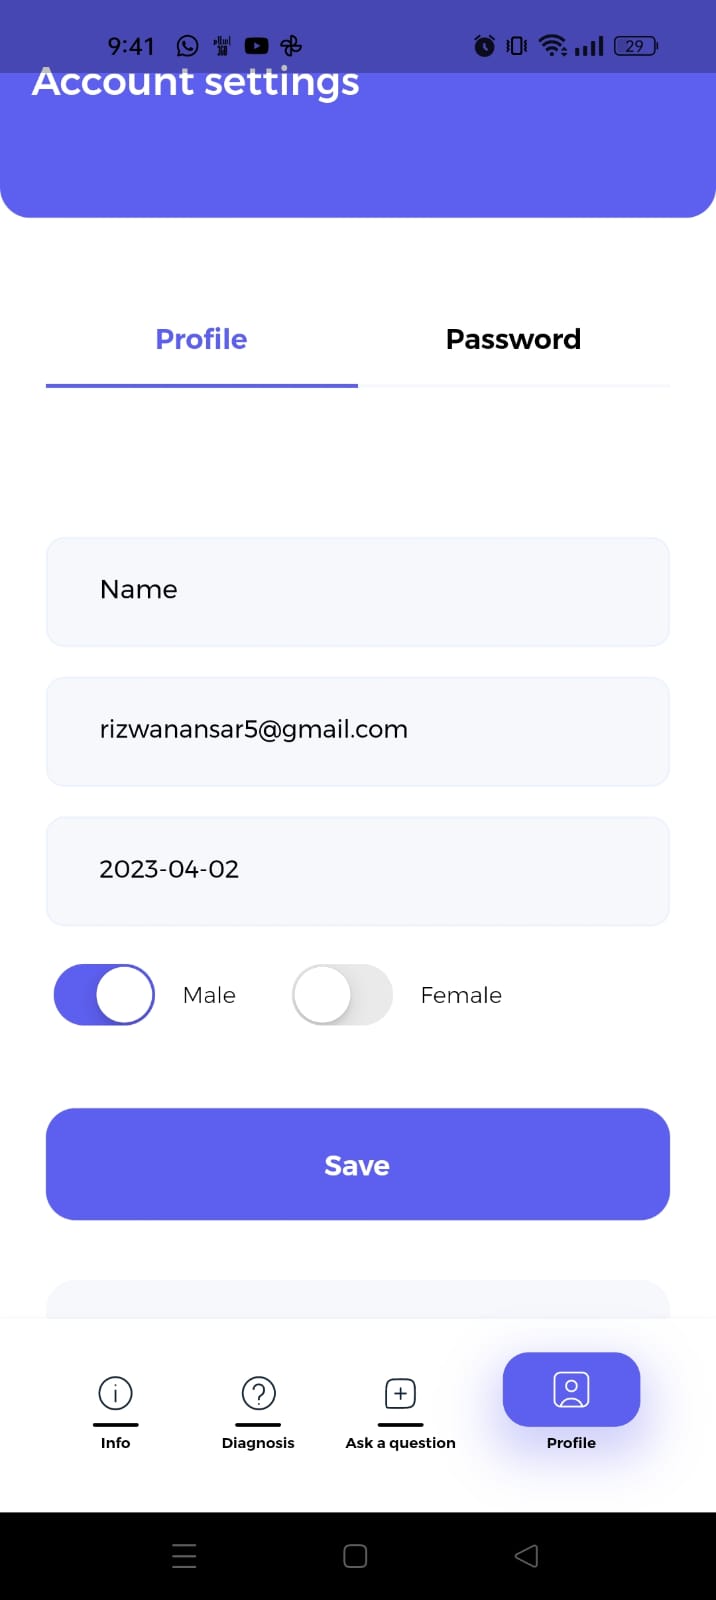 9:41
29
Account settings
Profile Password
Name
rizwanansar5@gmail.com
2023-04-02
Male Female
Save
Info Diagnosis Ask a question Profile